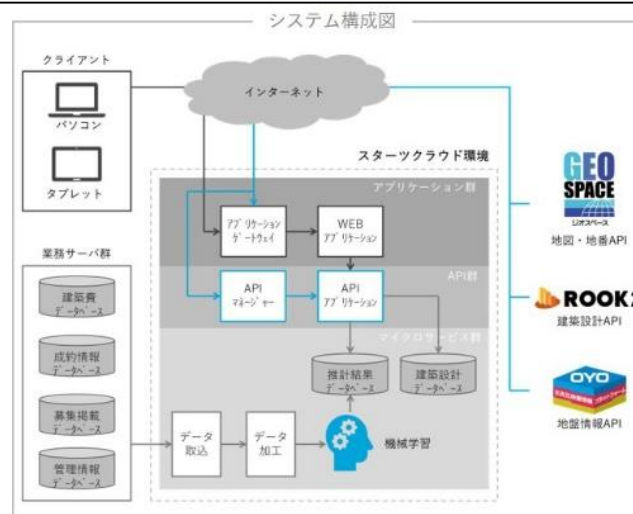 システム構成図
クライアント
パソコン
タブレット
インターネット
スターツクラウド環境
アプリケーション群
アプリケーション
ゲートウェイ
WEB
アプリケーション
API群
API
マネージャー
API
アプリケーション
マイクロサービス群
推計結果
データベース
建築設計
データベース
業務サーバ群
建築費
データベース
成約情報
データベース
募集掲載
データベース
管理情報
データベース
データ
取込
データ
加工
機械学習
GEO
SPACE
ジオスペース
地図・地番API
ROOK2
建築設計API
OYO
地盤情報API